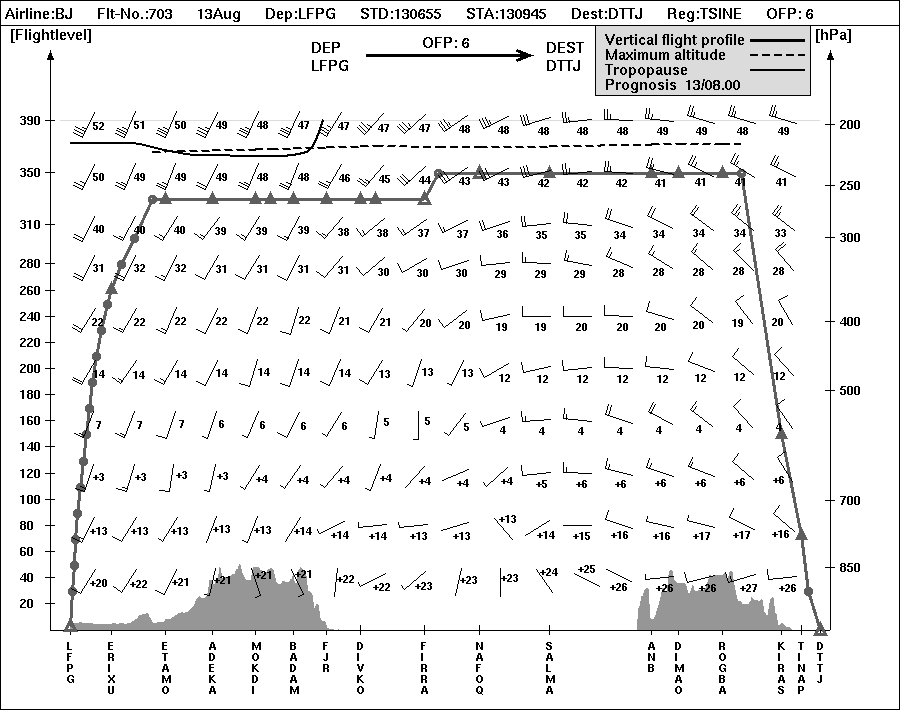 Airline:BJ Flt-No.:703 13Aug Dep:LFPG STD:130655 STA:130945 Dest:DTTJ Reg:TSINE OFP: 6
[Flightlevel] [hPa]
DEP OFP: 6 DEST
LFPG DTTJ
Vertical flight profile
Maximum altitude
Tropopause
Prognosis 13/08.00
390 52 51 50 49 48 47 47 47 47 48 48 48 48 48 49 49 48 49 200
350 50 49 49 49 48 48 46 45 44 43 43 42 42 42 41 41 41 41 250
310 40 40 40 39 39 39 38 38 37 37 36 35 35 34 34 34 34 33 300
280 31 32 32 31 31 31 31 30 30 30 29 29 29 28 28 28 28 28
260
240 22 22 22 22 22 22 21 21 20 20 19 19 20 20 20 20 19 20 400
220
200 14 14 14 14 14 14 14 13 13 13 12 12 12 12 12 12 12 12 500
180
160 7 7 7 6 6 6 6 5 5 5 4 4 4 4 4 4 4 4
140
120 +3 +3 +3 +3 +4 +4 +4 +4 +4 +4 +4 +5 +6 +6 +6 +6 +6 +6
100 700
80 +13 +13 +13 +13 +13 +14 +14 +14 +13 +13 +13 +14 +15 +16 +16 +17 +17 +16
60
40 +20 +22 +21 +21 +21 +21 +22 +22 +23 +23 +23 +24 +25 +26 +26 +26 +27 +26 850
20
LFPG ERIXU ETAMO ADEKA MOKDI BADAM FJR DIVKO FIRRA NAFOQ SALMA ANB DIMAO ROGBA KIRAS TINAP DTTJ